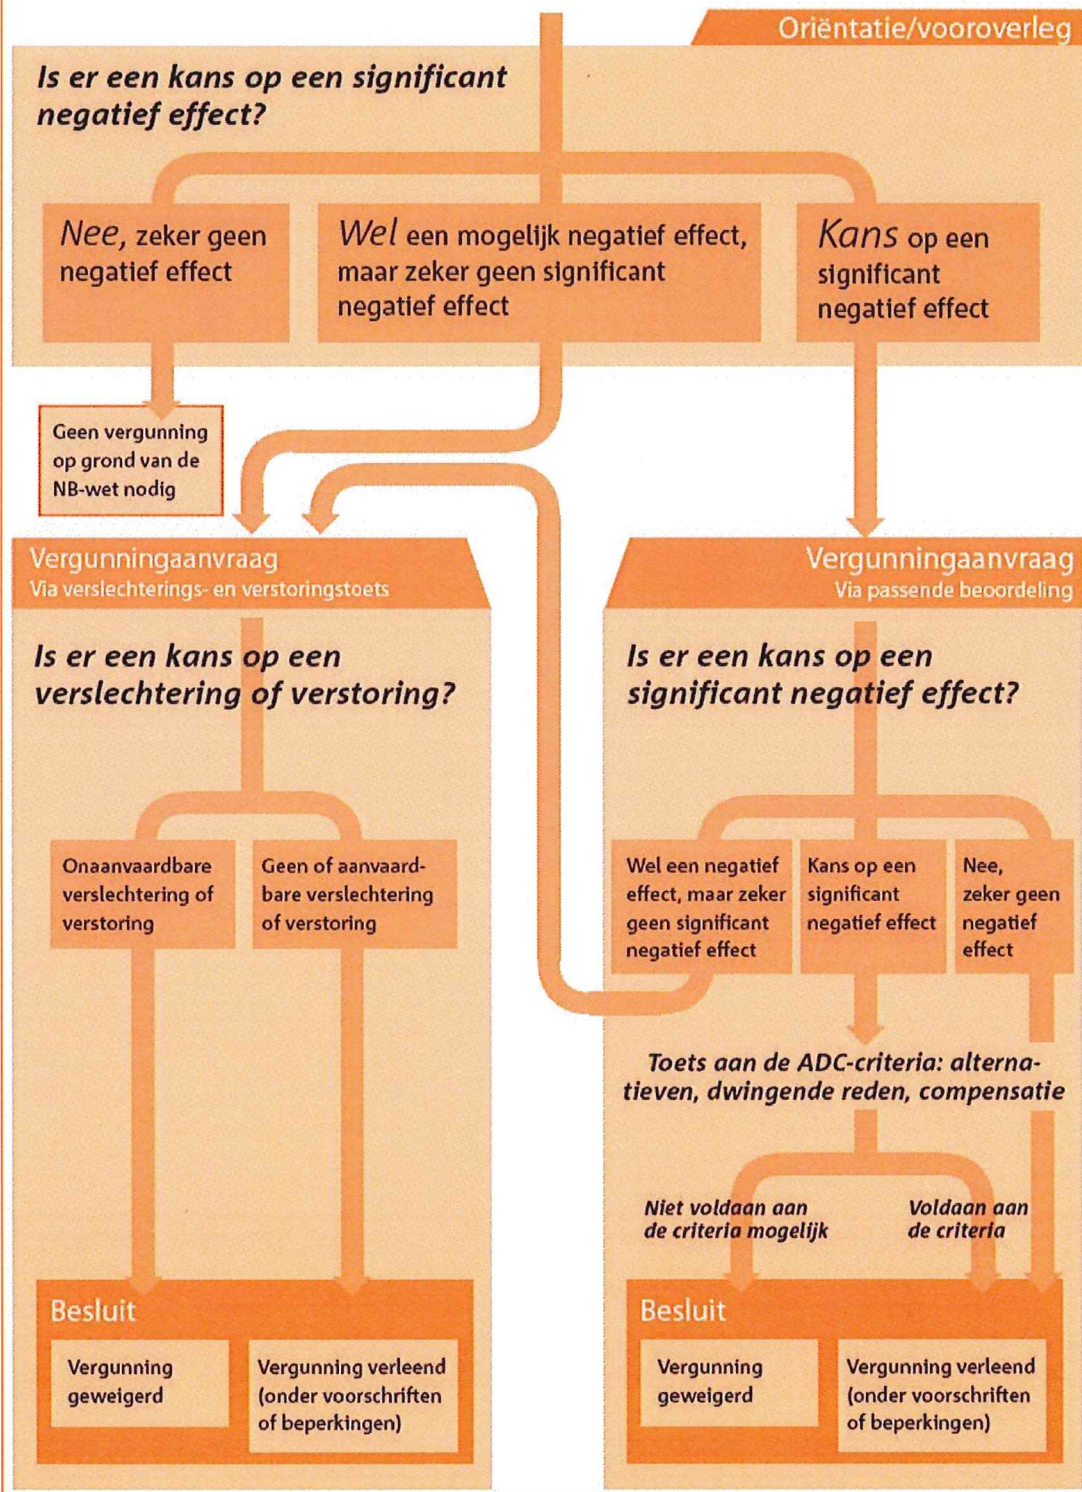 Oriëntatie/vooroverleg
Is er een kans op een significant
negatief effect?
Nee, zeker geen
negatief effect
Wel een mogelijk negatief effect,
maar zeker geen significant
negatief effect
Kans op een
significant
negatief effect
Geen vergunning
op grond van de
NB-wet nodig
Vergunningaanvraag
Via verslechterings- en verstoringstoets
Is er een kans op een
verslechtering of verstoring?
Onaanvaardbare
verslechtering of
verstoring
Geen of aanvaard-
bare verslechtering
of verstoring
Besluit
Vergunning
geweigerd
Vergunning verleend
(onder voorschriften
of beperkingen)
Vergunningaanvraag
Via passende beoordeling
Is er een kans op een
significant negatief effect?
Wel een negatief
effect, maar zeker
geen significant
negatief effect
Kans op een
significant
negatief effect
Nee,
zeker geen
negatief
effect
Toets aan de ADC-criteria: alterna-
tieven, dwingende reden, compensatie
Niet voldaan aan
de criteria mogelijk
Voldaan aan
de criteria
Besluit
Vergunning
geweigerd
Vergunning verleend
(onder voorschriften
of beperkingen)